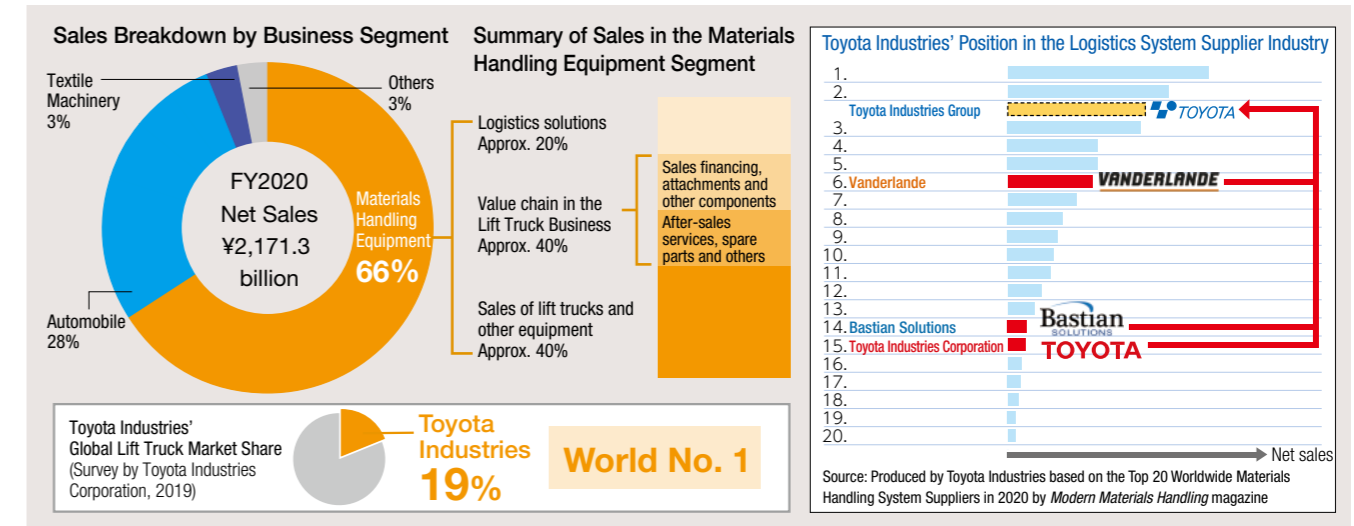 Sales Breakdown by Business Segment
Textile
Machinery
3%
Others
3%
FY2020
Net Sales
¥2,171.3
billion
Materials
Handling
Equipment
66%
Automobile
28%
Summary of Sales in the Materials
Handling Equipment Segment
Logistics solutions
Approx. 20%
Value chain in the
Lift Truck Business
Approx. 40%
Sales of lift trucks and
other equipment
Approx. 40%
Sales financing,
attachments and
other components
After-sales
services, spare
parts and others
Toyota Industries'
Global Lift Truck Market Share
(Survey by Toyota Industries
Corporation, 2019)
Toyota
Industries
19%
World No. 1
Toyota Industries' Position in the Logistics System Supplier Industry
1.
2.
Toyota Industries Group TOYOTA
3.
4.
5.
6. Vanderlande VANDERLANDE
7.
8.
9.
10.
11.
12.
13.
14. Bastian Solutions Bastian SOLUTIONS
15. Toyota Industries Corporation TOYOTA
16.
17.
18.
19.
20.
Net sales
Source: Produced by Toyota Industries based on the Top 20 Worldwide Materials
Handling System Suppliers in 2020 by Modern Materials Handling magazine